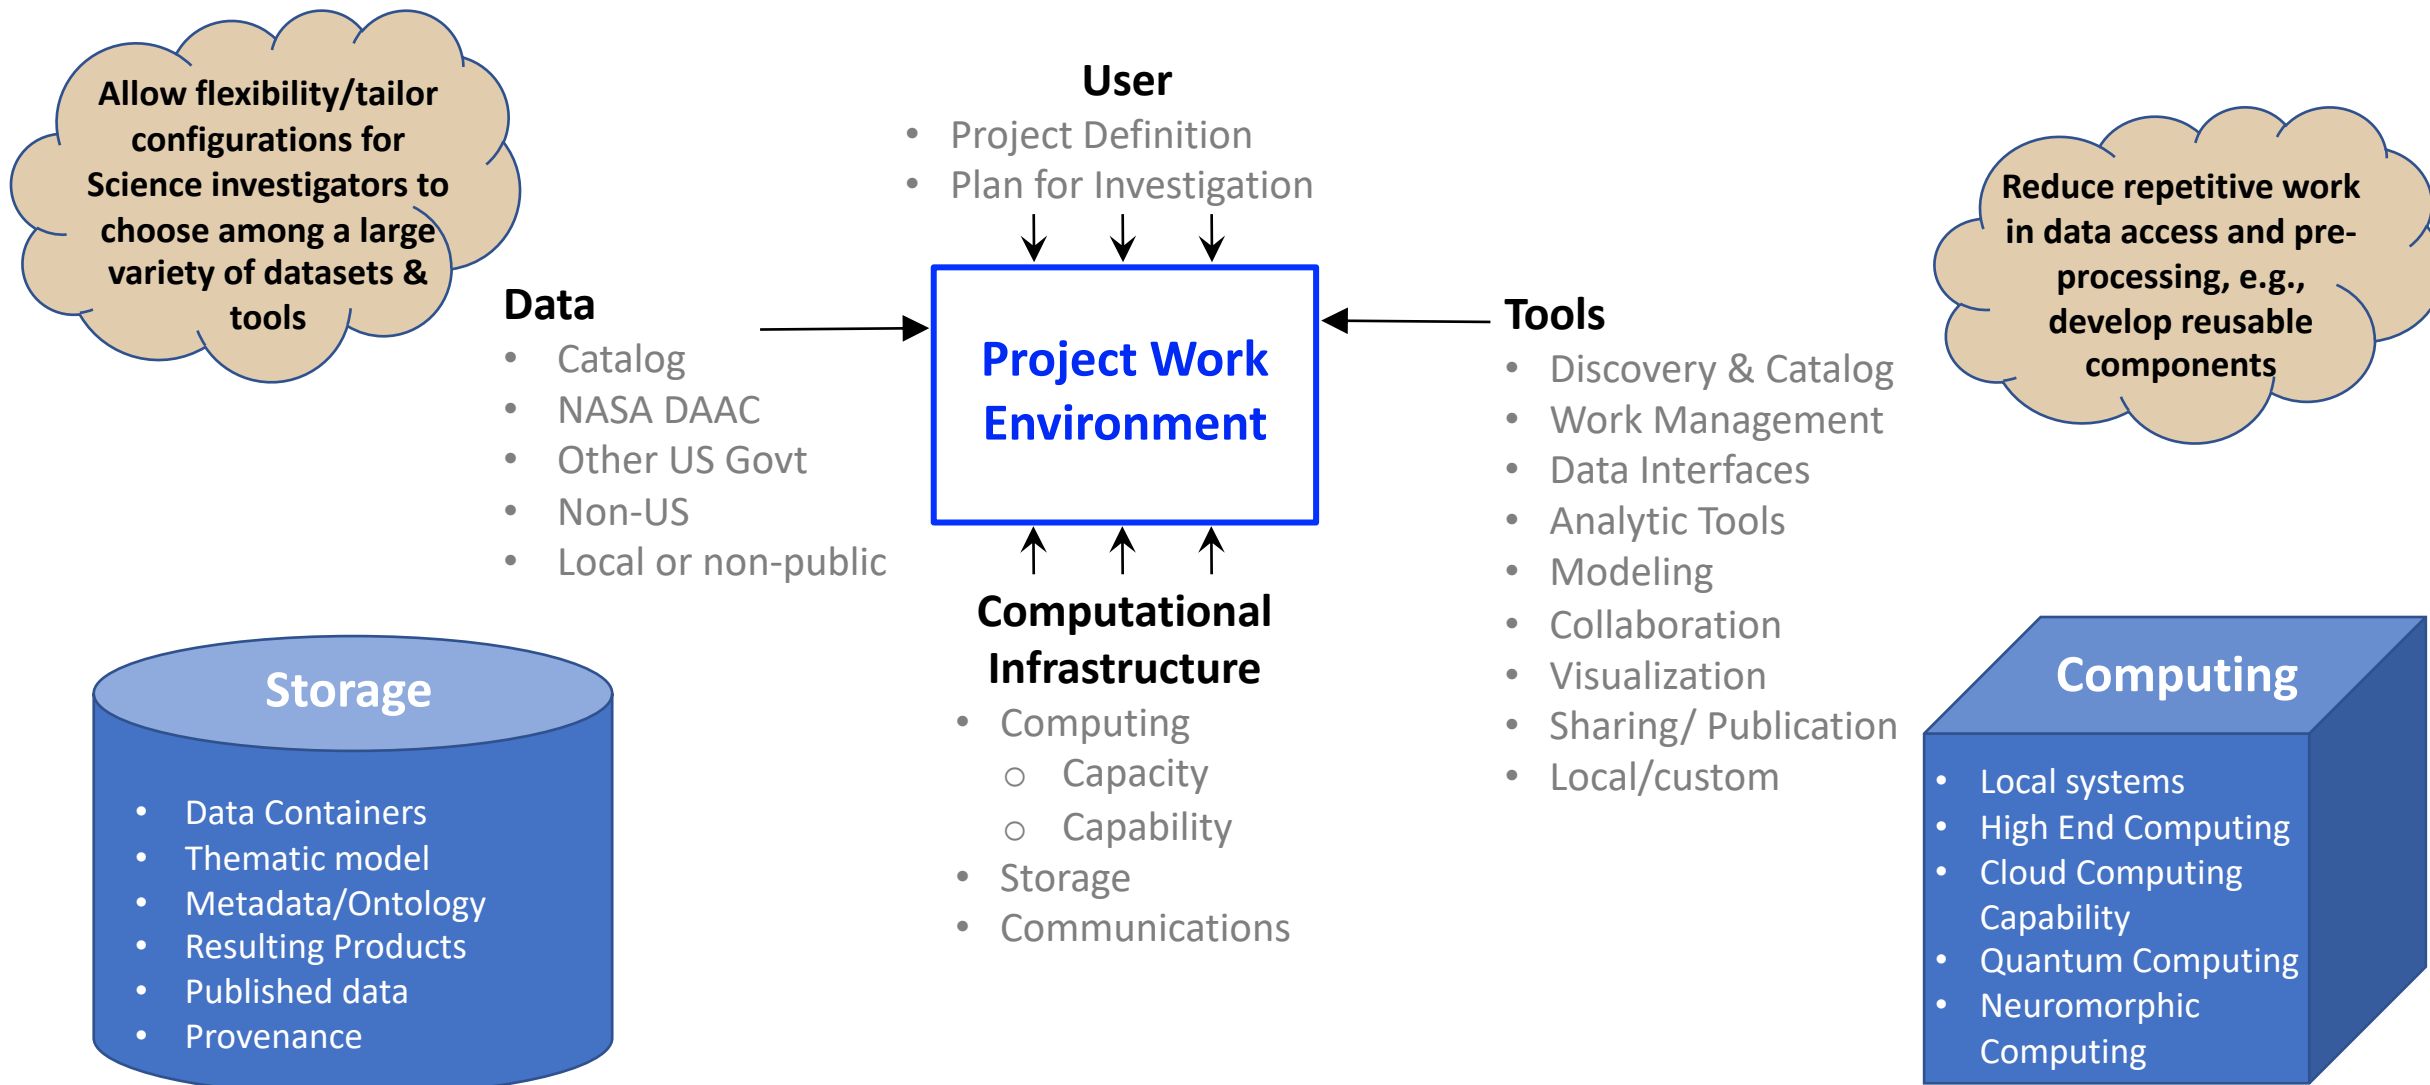 Allow flexibility/tailor
configurations for
Science investigators to
choose among a large
variety of datasets &
tools
User
• Project Definition
• Plan for Investigation
Reduce repetitive work
in data access and pre-
processing, e.g.,
develop reusable
components
Data
• Catalog
• NASA DAAC
• Other US Govt
• Non-US
• Local or non-public
Project Work
Environment
Tools
• Discovery & Catalog
• Work Management
• Data Interfaces
• Analytic Tools
• Modeling
• Collaboration
• Visualization
• Sharing/ Publication
• Local/custom
Computational
Infrastructure
• Computing
o Capacity
o Capability
• Storage
• Communications
Storage
• Data Containers
• Thematic model
• Metadata/Ontology
• Resulting Products
• Published data
• Provenance
Computing
• Local systems
• High End Computing
• Cloud Computing
Capability
• Quantum Computing
• Neuromorphic
Computing